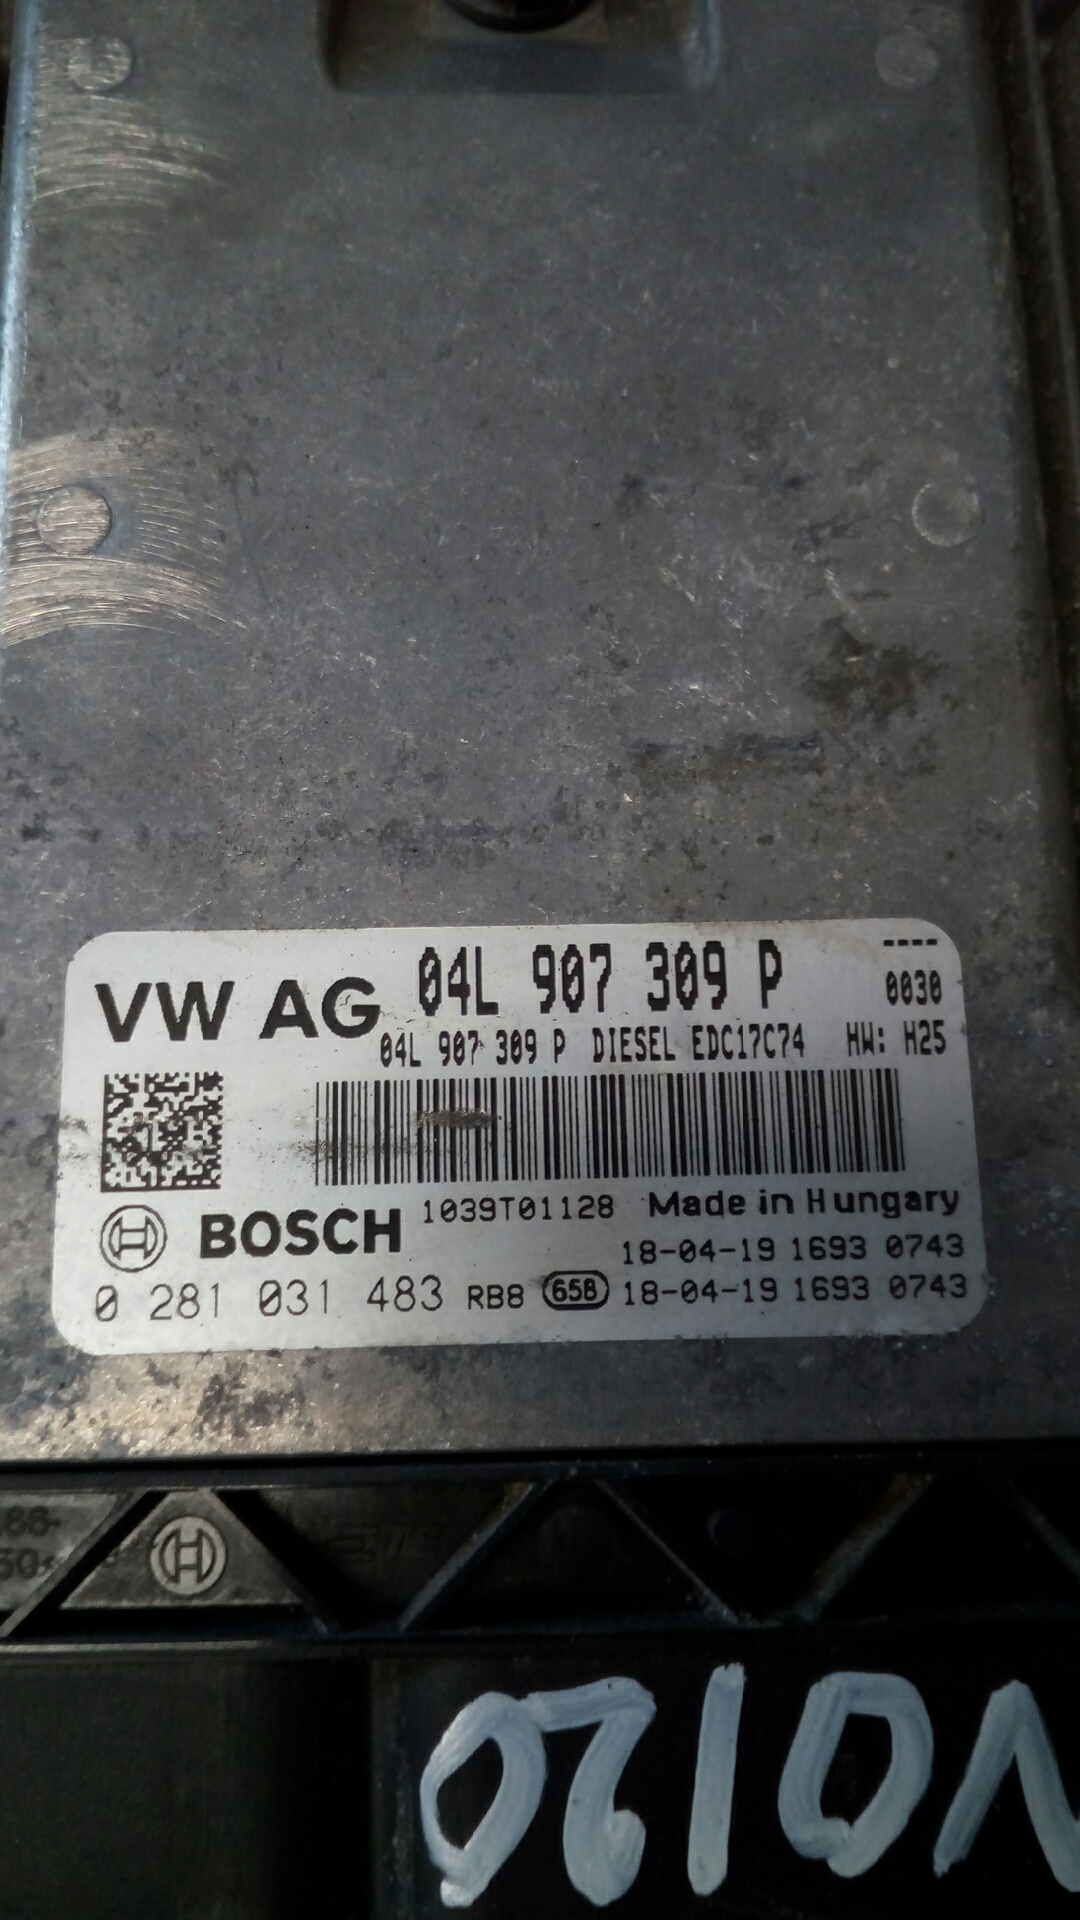 04L 907 309 P
----
VW AG
0030
04L 907 309 P DIESEL EDC17C74 HW: H25
BOSCH
1039T01128 Made in Hungary
18-04-19 1693 0743
0 281 031 483 RB8 65B 18-04-19 1693 0743